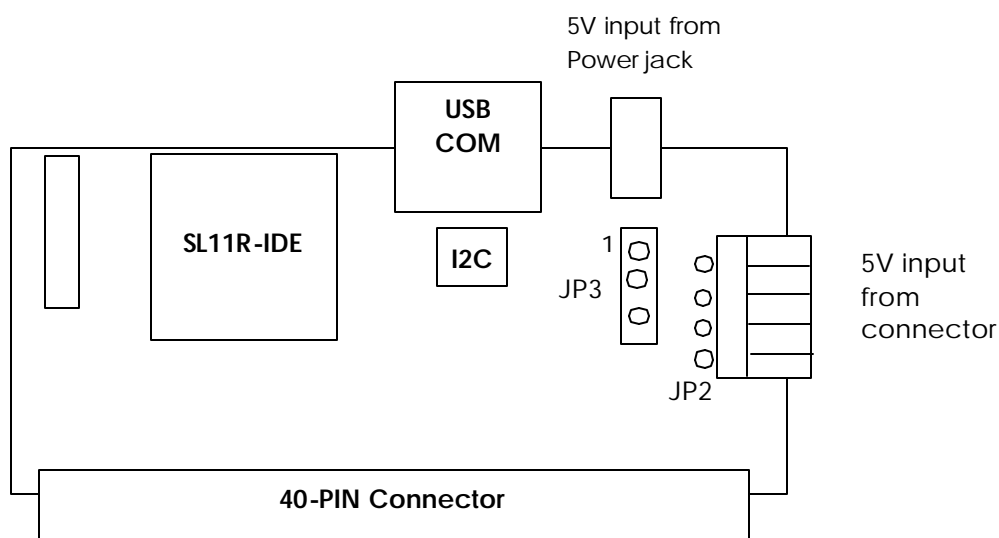 5V input from
Power jack
USB
COM
SL11R-IDE
I2C
1
JP3
5V input
from
connector
JP2
40-PIN Connector